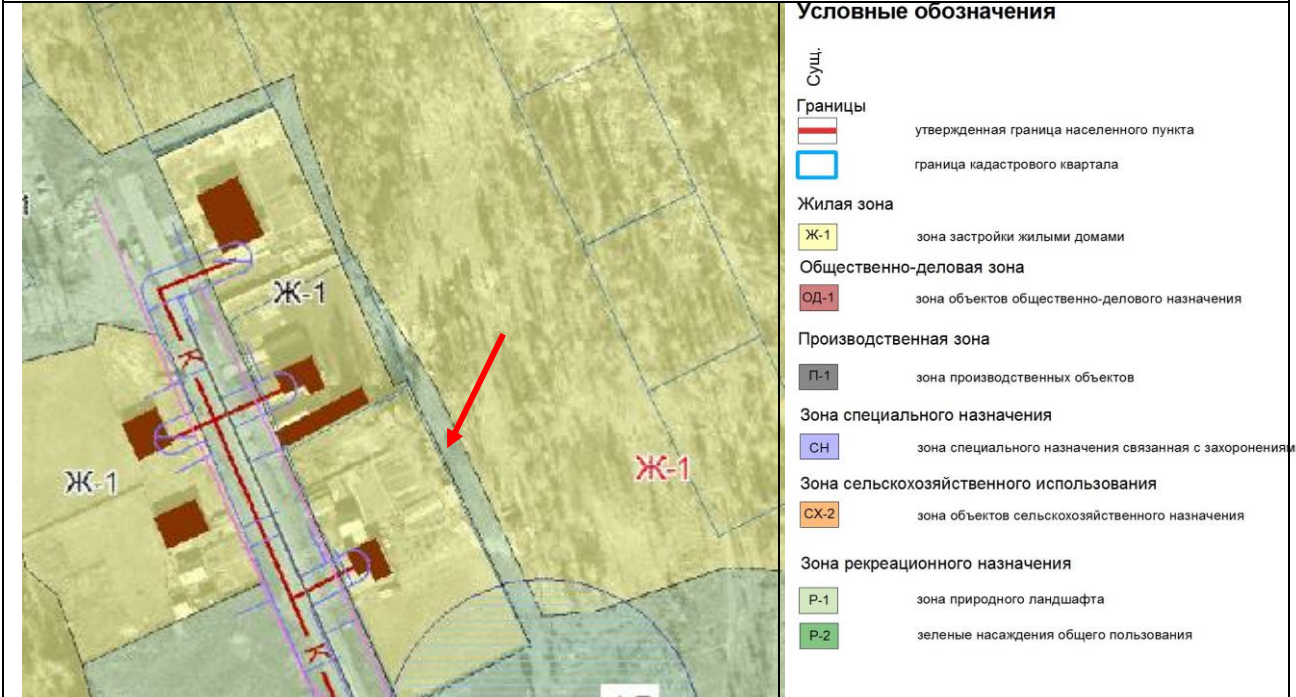 Ж-1
Ж-1
Ж-1
К
К
Условные обозначения
Сущ.
Границы
утвержденная граница населенного пункта
граница кадастрового квартала
Жилая зона
Ж-1 зона застройки жилыми домами
Общественно-деловая зона
ОД-1 зона объектов общественно-делового назначения
Производственная зона
П-1 зона производственных объектов
Зона специального назначения
СН зона специального назначения связанная с захоронениям
Зона сельскохозяйственного использования
СХ-2 зона объектов сельскохозяйственного назначения
Зона рекреационного назначения
Р-1 зона природного ландшафта
Р-2 зеленые насаждения общего пользования